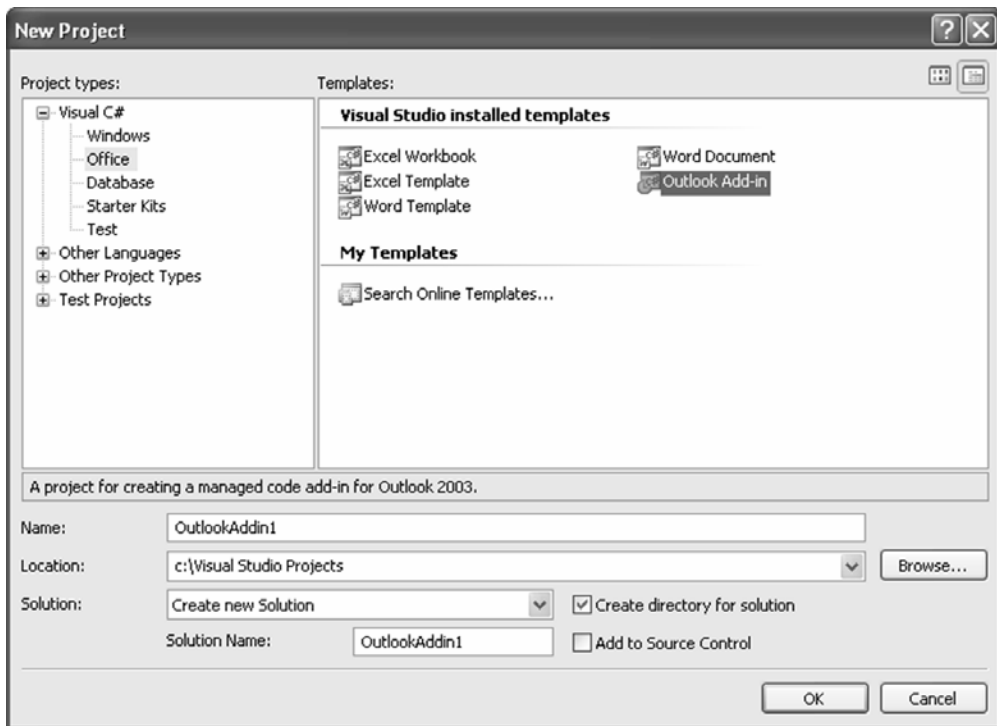 New Project
Project types:
Templates:
Visual C#
Windows
Office
Database
Starter Kits
Test
Other Languages
Other Project Types
Test Projects
Visual Studio installed templates
Excel Workbook
Word Document
Excel Template
Outlook Add-in
Word Template
My Templates
Search Online Templates...
A project for creating a managed code add-in for Outlook 2003.
Name: OutlookAddin1
Location: c:\Visual Studio Projects Browse...
Solution: Create new Solution Create directory for solution
Solution Name: OutlookAddin1 Add to Source Control
OK Cancel